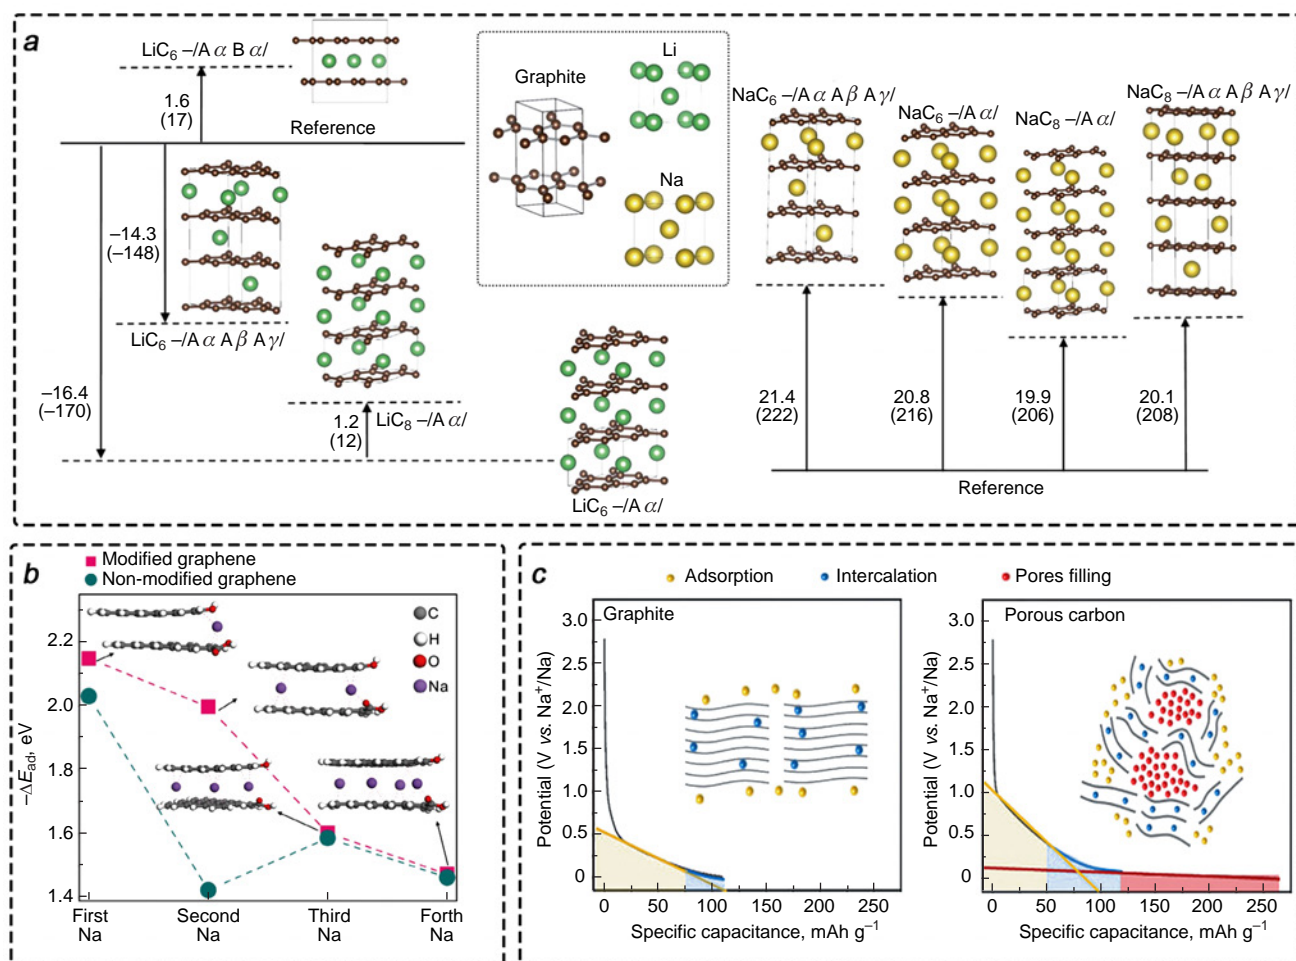 a
LiC6 –/A α B α/
1.6
(17)
Reference
–14.3
(–148)
LiC6 –/A α A β A γ/
–16.4
(–170)
1.2
(12)
LiC8 –/A α/
LiC6 –/A α/
Graphite
Li
Na
NaC6 –/A α A β A γ/
NaC6 –/A α/
NaC8 –/A α/
NaC8 –/A α A β A γ/
21.4
(222)
20.8
(216)
19.9
(206)
20.1
(208)
Reference
b
Modified graphene
Non-modified graphene
C
H
O
Na
–ΔEad, eV
2.2
2.0
1.8
1.6
1.4
First
Na
Second
Na
Third
Na
Forth
Na
c
Adsorption
Intercalation
Pores filling
Graphite
Potential (V vs. Na+/Na)
3.0
2.5
2.0
1.5
1.0
0.5
0
0
50
100
150
200
250
Specific capacitance, mAh g–1
Porous carbon
Potential (V vs. Na+/Na)
3.0
2.5
2.0
1.5
1.0
0.5
0
0
50
100
150
200
250
Specific capacitance, mAh g–1